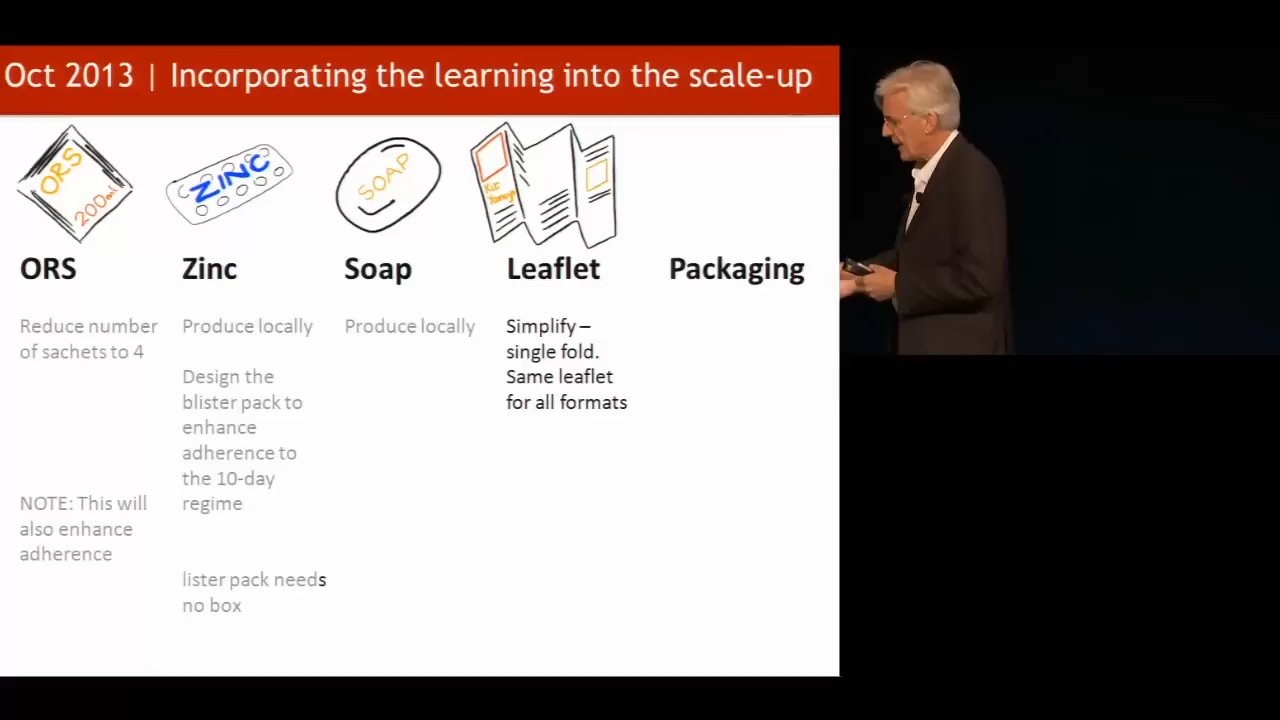 Oct 2013 | Incorporating the learning into the scale-up
ORS
200ml
ZINC
SOAP
ORS
Zinc
Soap
Leaflet
Packaging
Reduce number
of sachets to 4
NOTE: This will
also enhance
adherence
Produce locally
Design the
blister pack to
enhance
adherence to
the 10-day
regime
lister pack needs
no box
Produce locally
Simplify –
single fold.
Same leaflet
for all formats